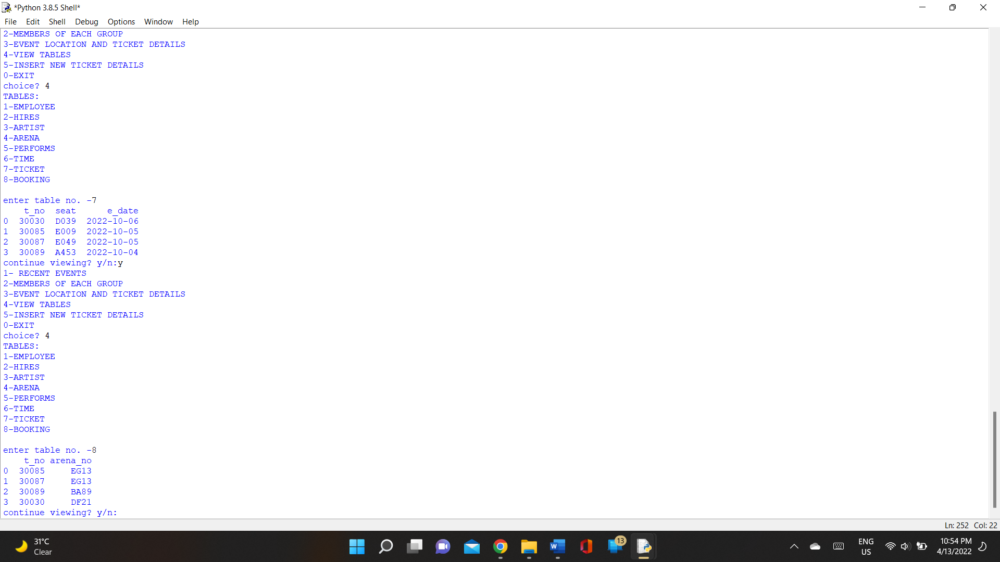 *Python 3.8.5 Shell*
File Edit Shell Debug Options Window Help
2-MEMBERS OF EACH GROUP
3-EVENT LOCATION AND TICKET DETAILS
4-VIEW TABLES
5-INSERT NEW TICKET DETAILS
0-EXIT
choice? 4
TABLES:
1-EMPLOYEE
2-HIRES
3-ARTIST
4-ARENA
5-PERFORMS
6-TIME
7-TICKET
8-BOOKING
enter table no. -7
t_no seat e_date
0 30030 D039 2022-10-06
1 30085 E009 2022-10-05
2 30087 E049 2022-10-05
3 30089 A453 2022-10-04
continue viewing? y/n:y
1- RECENT EVENTS
2-MEMBERS OF EACH GROUP
3-EVENT LOCATION AND TICKET DETAILS
4-VIEW TABLES
5-INSERT NEW TICKET DETAILS
0-EXIT
choice? 4
TABLES:
1-EMPLOYEE
2-HIRES
3-ARTIST
4-ARENA
5-PERFORMS
6-TIME
7-TICKET
8-BOOKING
enter table no. -8
t_no arena_no
0 30085 EG13
1 30087 EG13
2 30089 BA89
3 30030 DF21
continue viewing? y/n:
Ln: 252 Col: 22
31°C
Clear
W
13
ENG
US
10:54 PM
4/13/2022